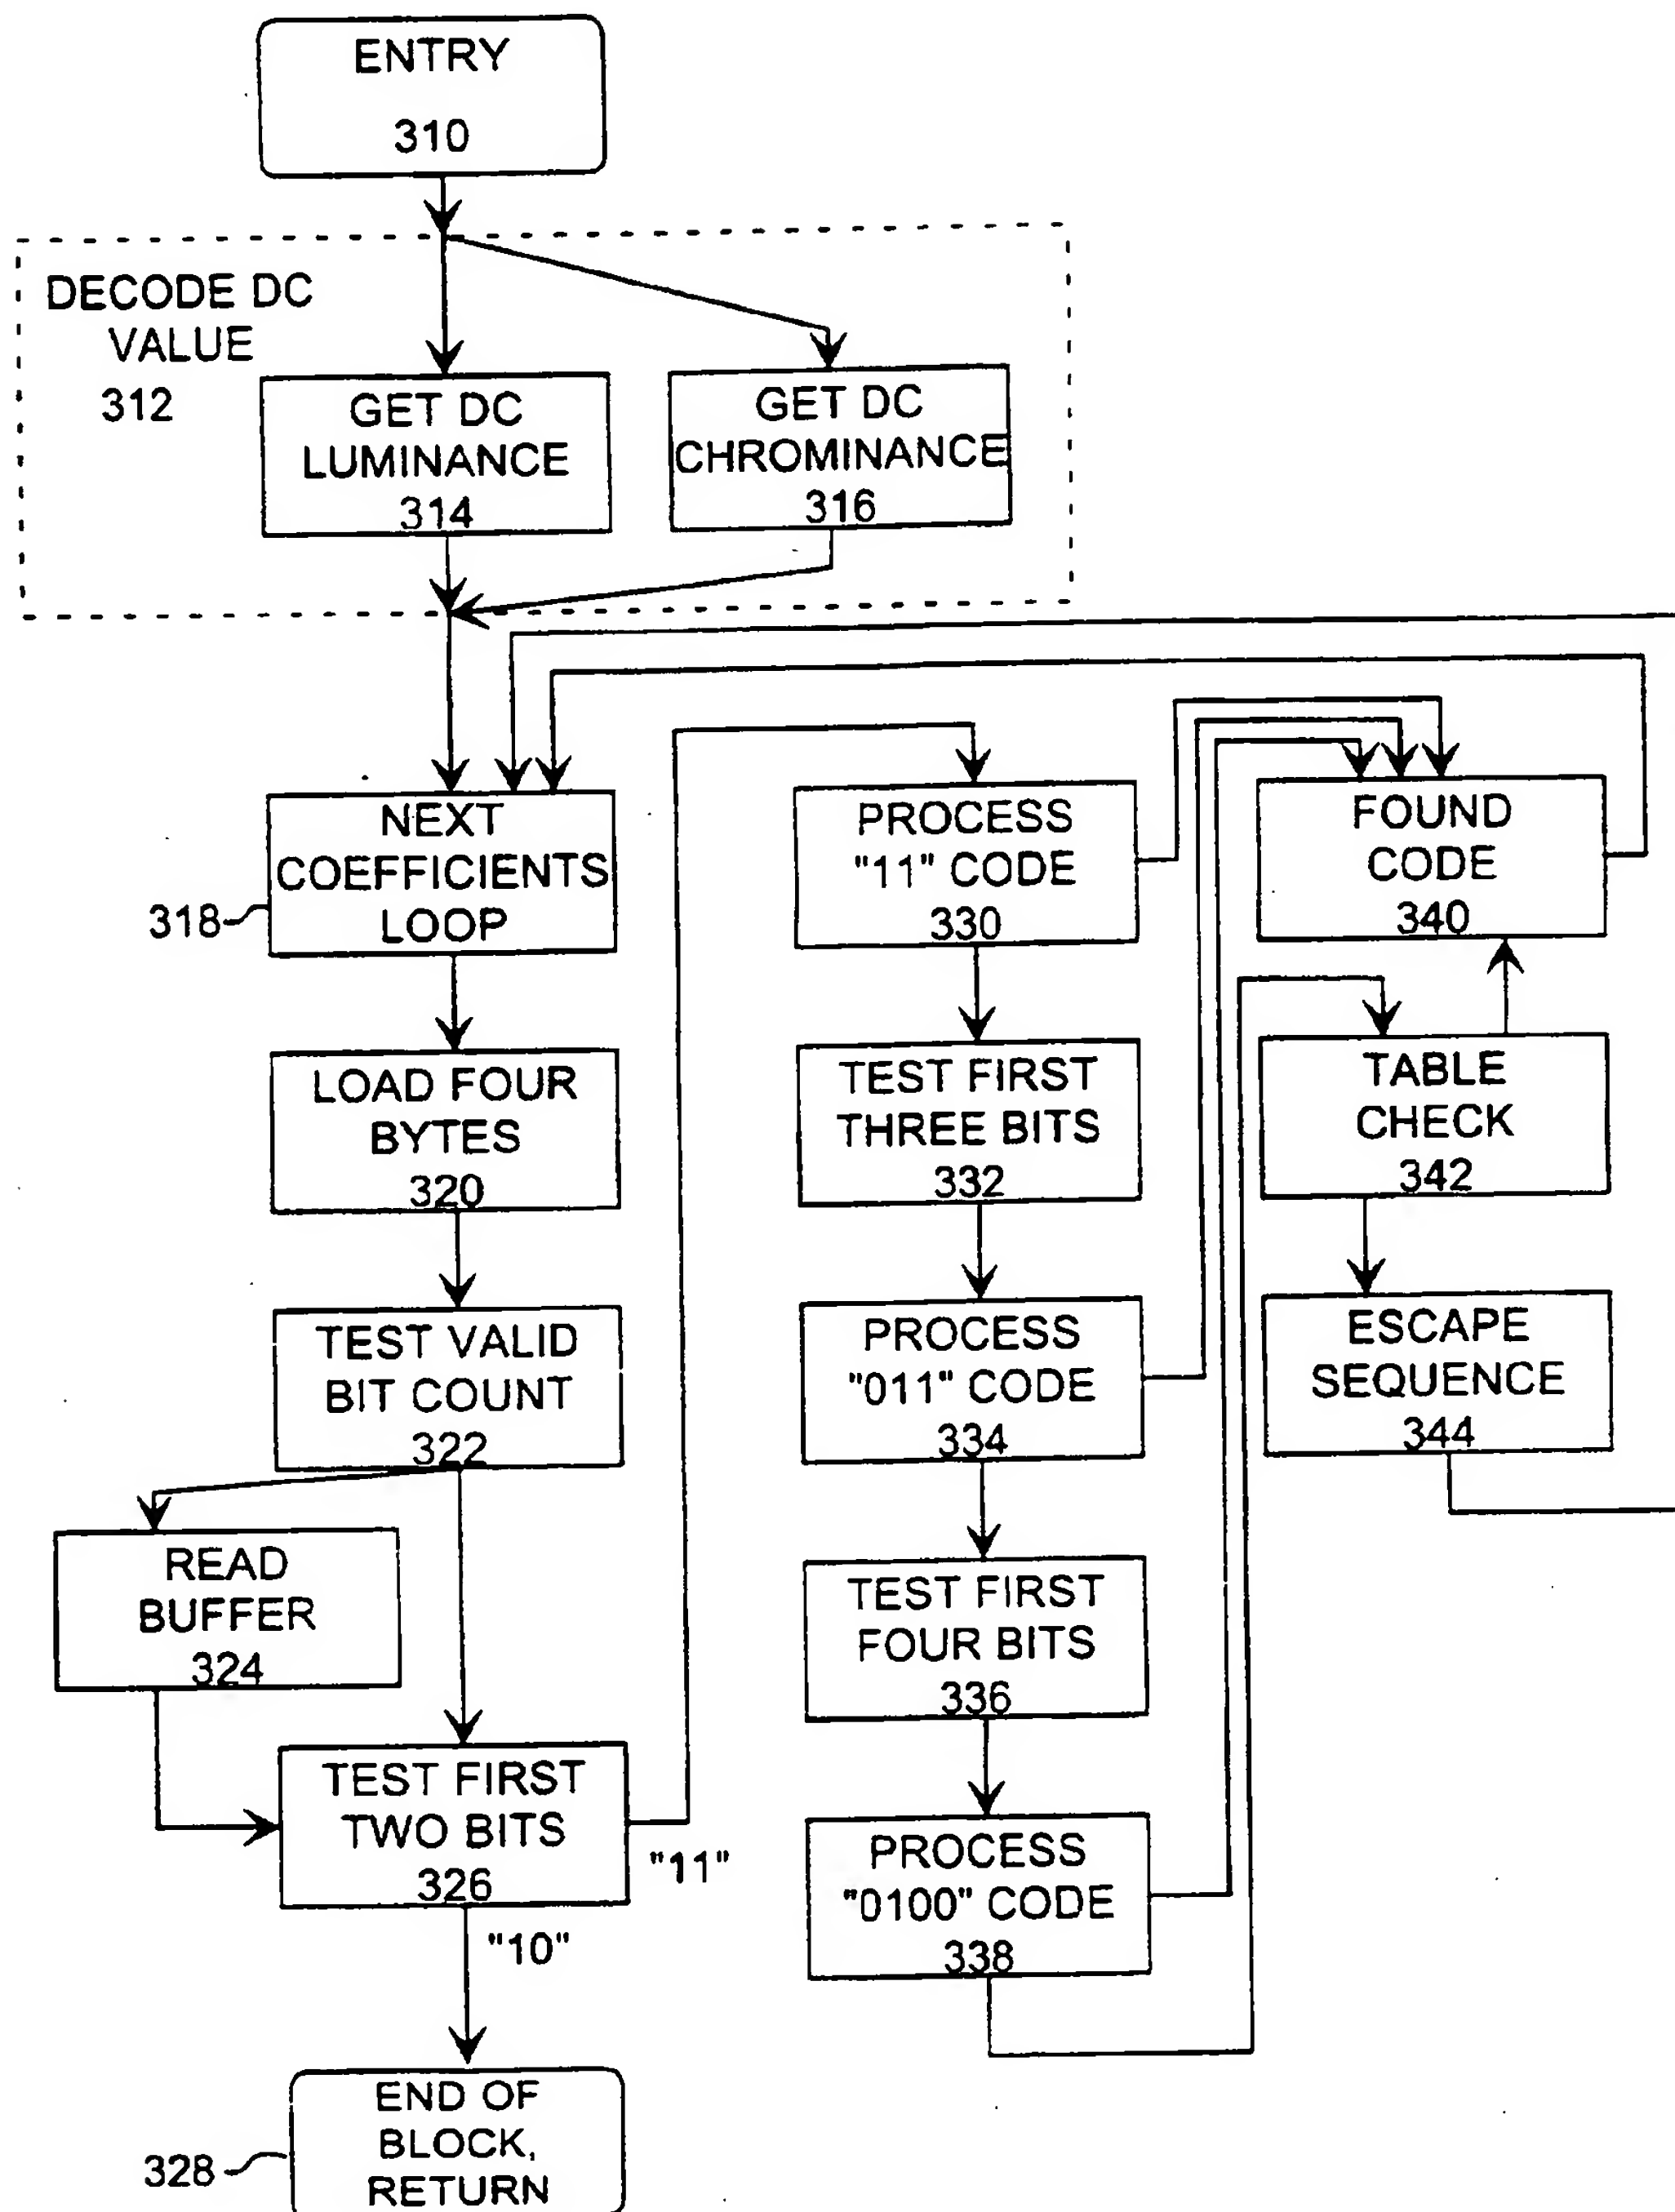 ENTRY
310
DECODE DC
VALUE
312
GET DC
LUMINANCE
314
GET DC
CHROMINANCE
316
NEXT
COEFFICIENTS
LOOP
318
LOAD FOUR
BYTES
320
TEST VALID
BIT COUNT
322
READ
BUFFER
324
TEST FIRST
TWO BITS
326
"11"
"10"
END OF
BLOCK,
RETURN
328
PROCESS
"11" CODE
330
TEST FIRST
THREE BITS
332
PROCESS
"011" CODE
334
TEST FIRST
FOUR BITS
336
PROCESS
"0100" CODE
338
FOUND
CODE
340
TABLE
CHECK
342
ESCAPE
SEQUENCE
344